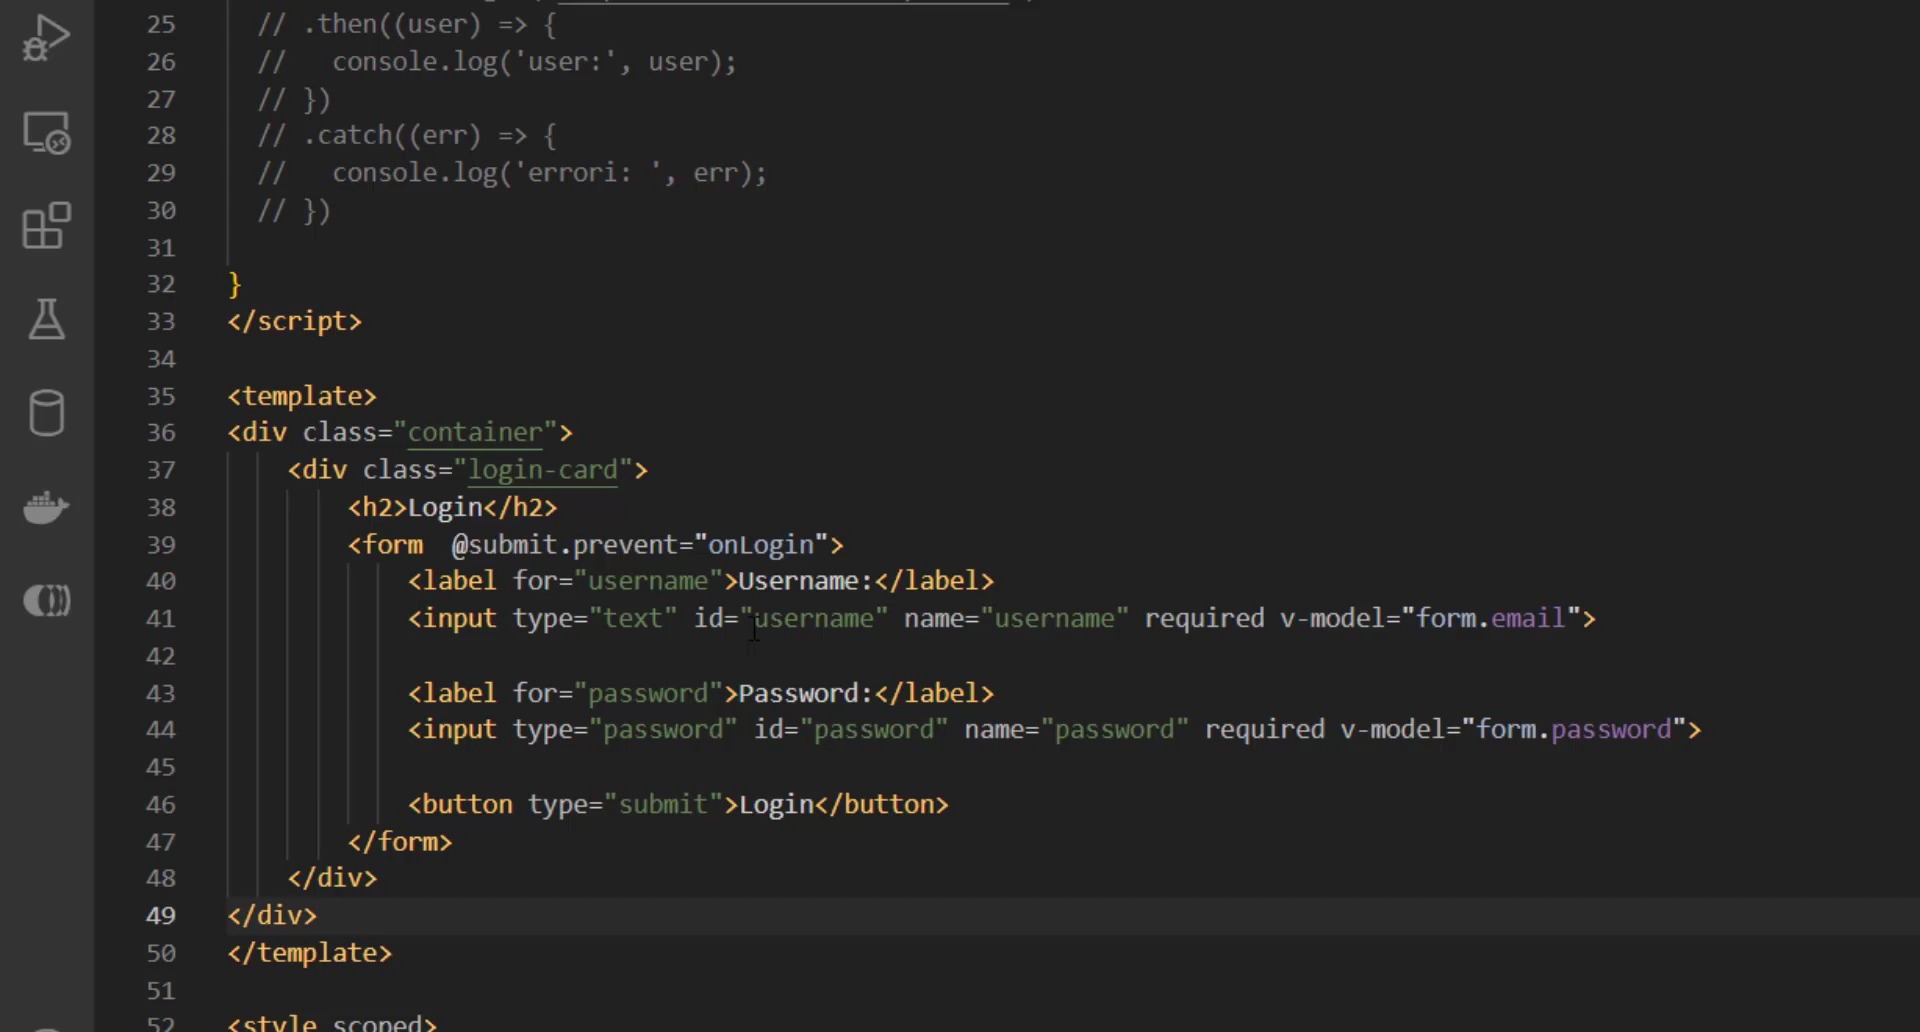 25 // .then((user) => {
26 //   console.log('user:', user);
27 // })
28 // .catch((err) => {
29 //   console.log('errori: ', err);
30 // })
31
32 }
33 </script>
34
35 <template>
36 <div class="container">
37     <div class="login-card">
38         <h2>Login</h2>
39         <form  @submit.prevent="onLogin">
40             <label for="username">Username:</label>
41             <input type="text" id="username" name="username" required v-model="form.email">
42
43             <label for="password">Password:</label>
44             <input type="password" id="password" name="password" required v-model="form.password">
45
46             <button type="submit">Login</button>
47         </form>
48     </div>
49 </div>
50 </template>
51
52 <style scoped>